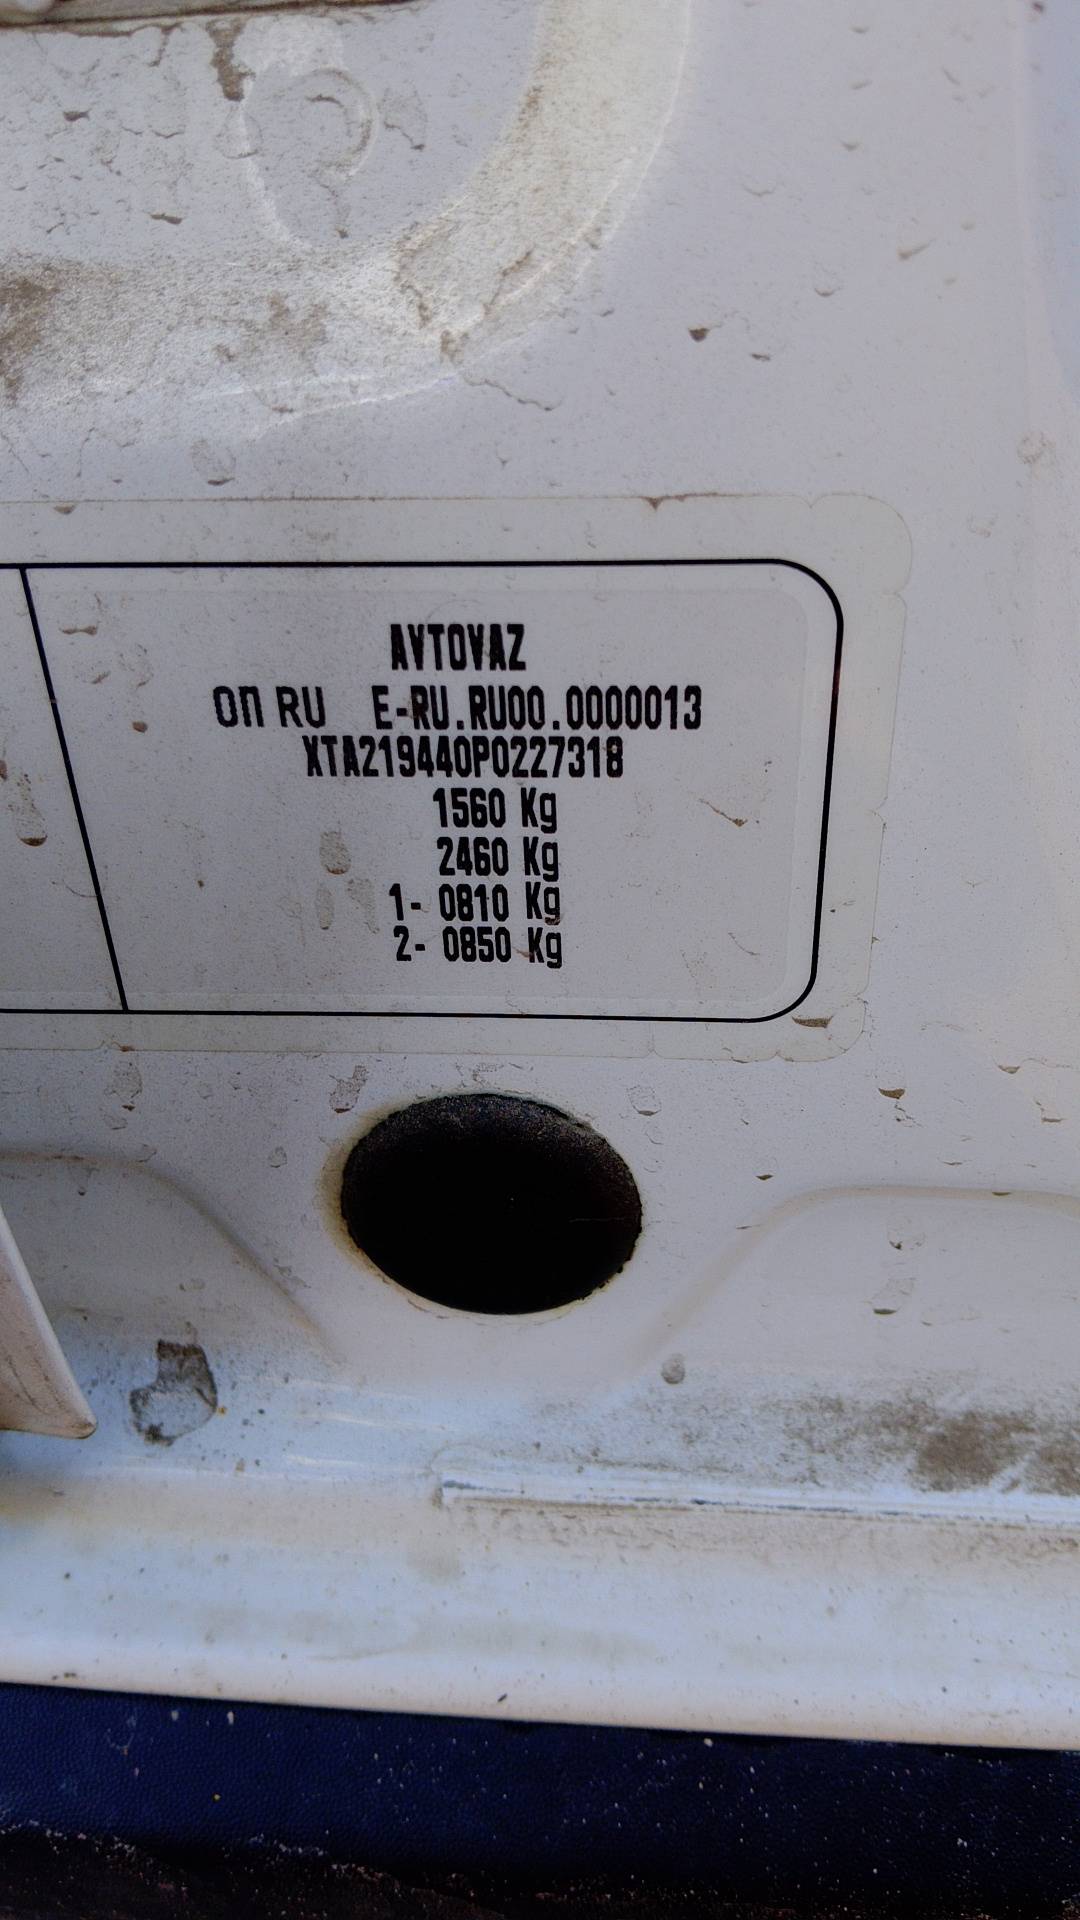 AVTOVAZ
ОП RU E-RU.RU00.0000013
XTA219440P0227318
1560 Kg
2460 Kg
1- 0810 Kg
2- 0850 Kg